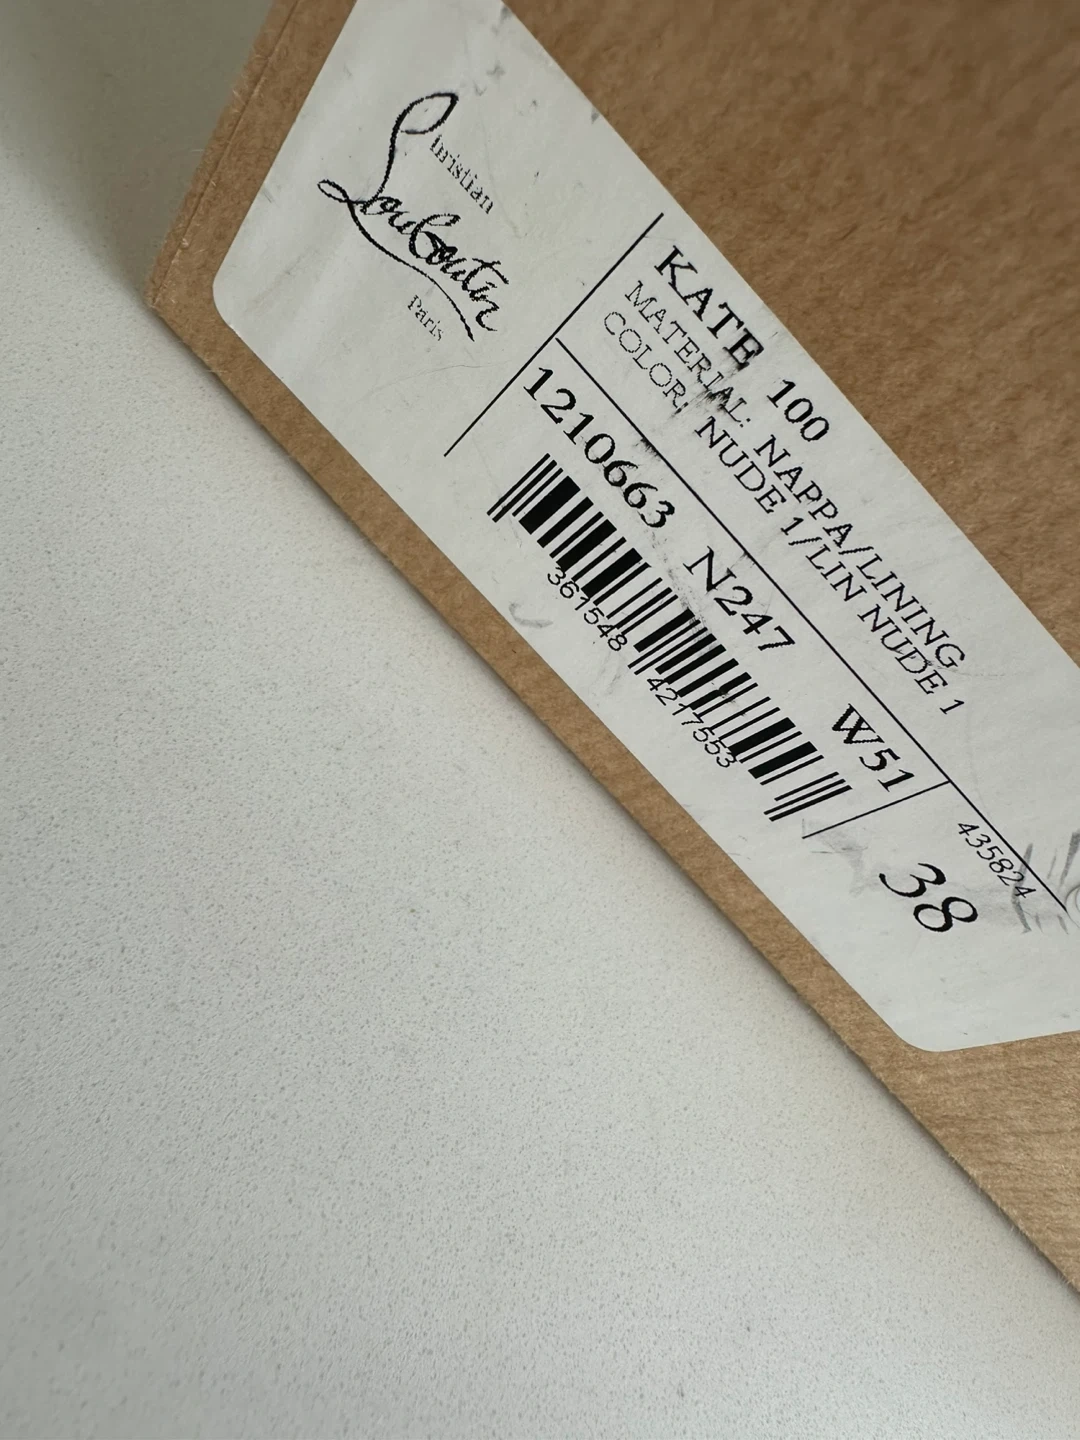 Christian
Louboutin
Paris
KATE 100
MATERIAL: NAPPA/LINING
COLOR: NUDE 1/LIN NUDE 1
1210663 N247 W51
361548 4217553
435824
38